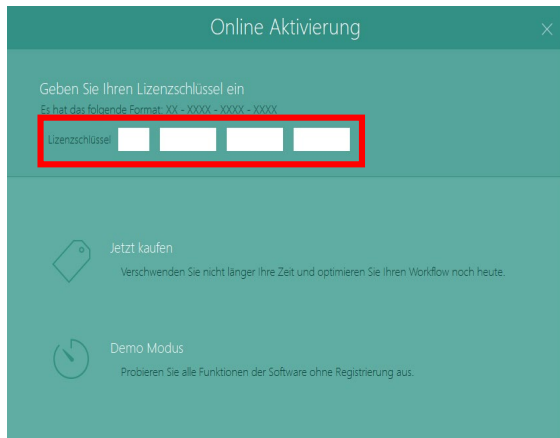 Online Aktivierung
Geben Sie Ihren Lizenzschlüssel ein
Es hat das folgende Format: XX - XXXX - XXXX - XXXX
Lizenzschlüssel
Jetzt kaufen
Verschwenden Sie nicht länger Ihre Zeit und optimieren Sie Ihren Workflow noch heute.
Demo Modus
Probieren Sie alle Funktionen der Software ohne Registrierung aus.